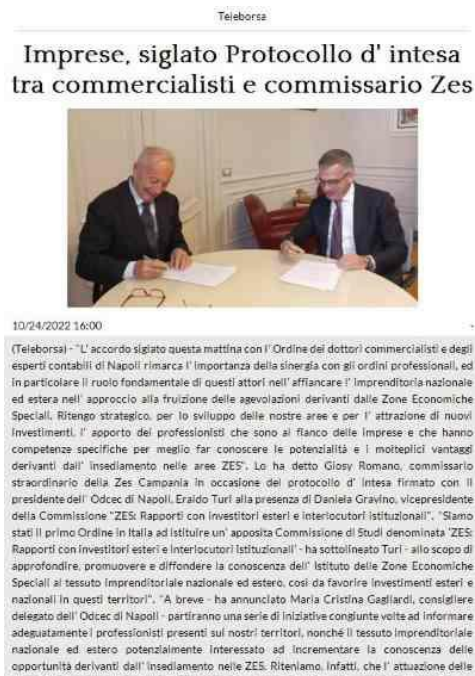 Teleborsa
Imprese, siglato Protocollo d' intesa
tra commercialisti e commissario Zes
10/24/2022 16:00
(Teleborsa) - "L' accordo siglato questa mattina con l' Ordine dei dottori commercialisti e degli
esperti contabili di Napoli rimarca l' importanza della sinergia con gli ordini professionali, ed
in particolare il ruolo fondamentale di questi attori nell' affiancare l' imprenditoria nazionale
ed estera nell' approccio alla fruizione delle agevolazioni derivanti dalle Zone Economiche
Speciali. Ritengo strategico, per lo sviluppo delle nostre aree e per l' attrazione di nuovi
investimenti, l' apporto dei professionisti che sono al fianco delle imprese e che hanno
competenze specifiche per meglio far conoscere le potenzialità e i molteplici vantaggi
derivanti dall' insediamento nelle aree ZES". Lo ha detto Giosy Romano, commissario
straordinario della Zes Campania in occasione del protocollo d' intesa firmato con il
presidente dell' Odcec di Napoli, Eraldo Turi alla presenza di Daniela Gravino, vicepresidente
della Commissione "ZES: Rapporti con investitori esteri e interlocutori istituzionali". "Siamo
stati il primo Ordine in Italia ad istituire un' apposita Commissione di Studi denominata 'ZES:
Rapporti con investitori esteri e interlocutori istituzionali' - ha sottolineato Turi - allo scopo di
approfondire, promuovere e diffondere la conoscenza dell' Istituto delle Zone Economiche
Speciali al tessuto imprenditoriale nazionale ed estero, così da favorire investimenti esteri e
nazionali in questi territori". "A breve - ha annunciato Maria Cristina Gagliardi, consigliere
delegato dell' Odcec di Napoli - partiranno una serie di iniziative congiunte volte ad informare
adeguatamente i professionisti presenti sui nostri territori, nonché il tessuto imprenditoriale
nazionale ed estero potenzialmente interessato ad incrementare la conoscenza delle
opportunità derivanti dall' insediamento nelle ZES. Riteniamo, infatti, che l' attuazione delle